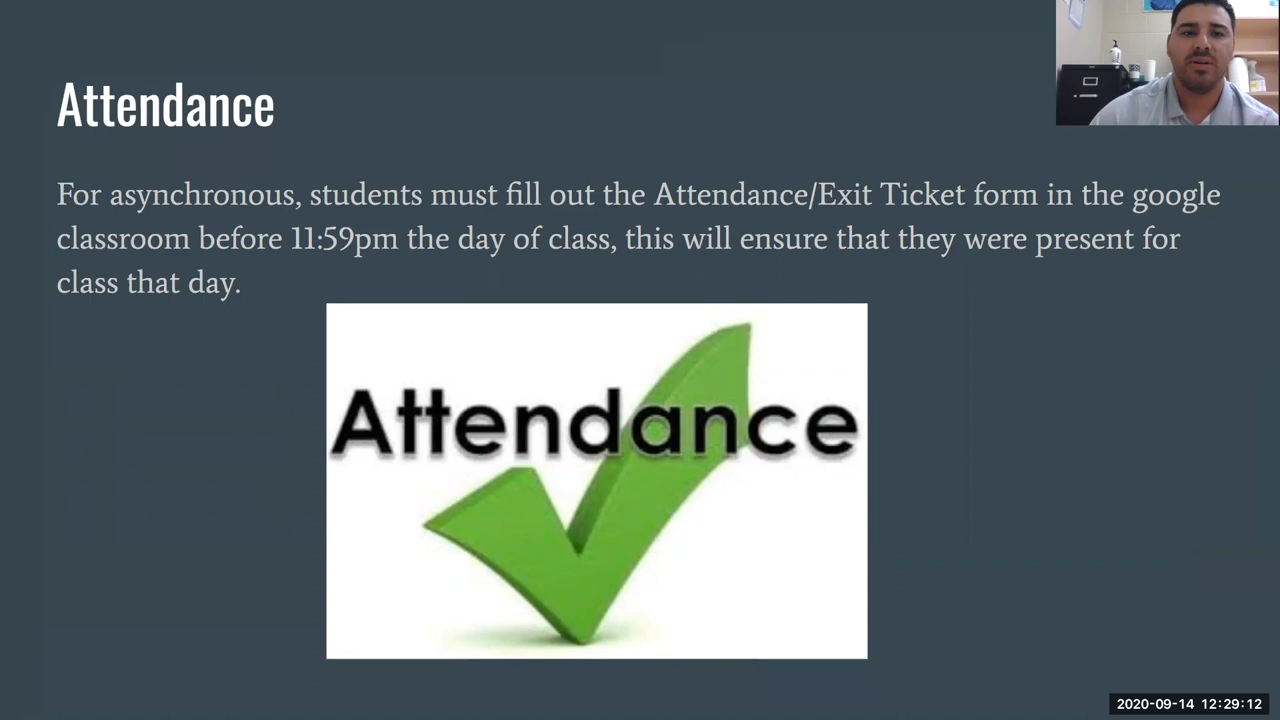 Attendance
For asynchronous, students must fill out the Attendance/Exit Ticket form in the google
classroom before 11:59pm the day of class, this will ensure that they were present for
class that day.
Attendance
2020-09-14 12:29:12